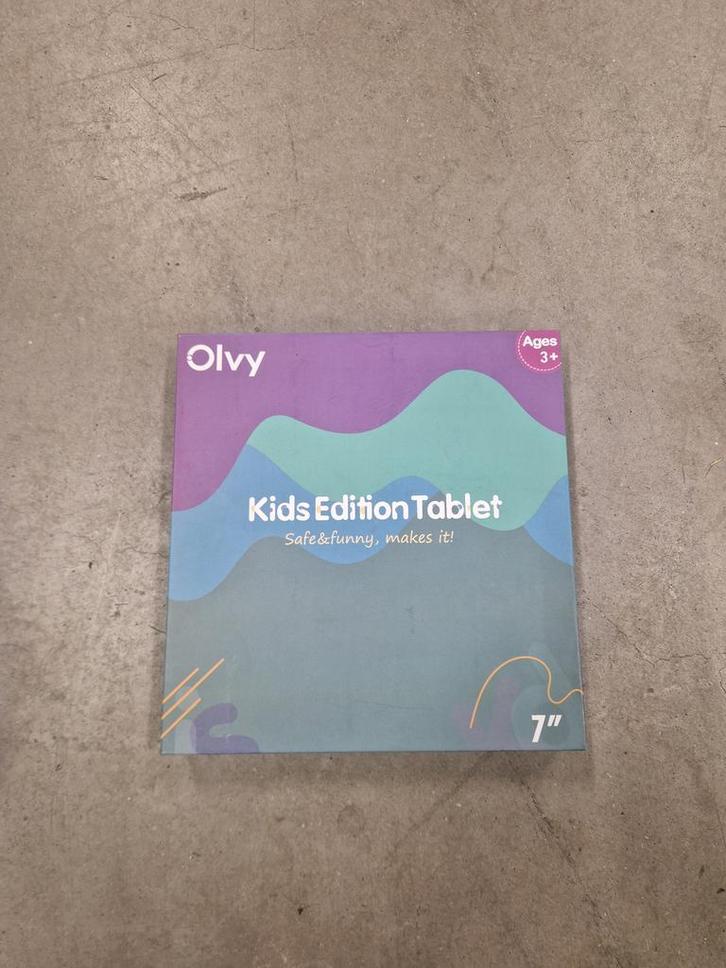 Olvy
Ages
3+
Kids Edition Tablet
Safe&funny, makes it!
7"